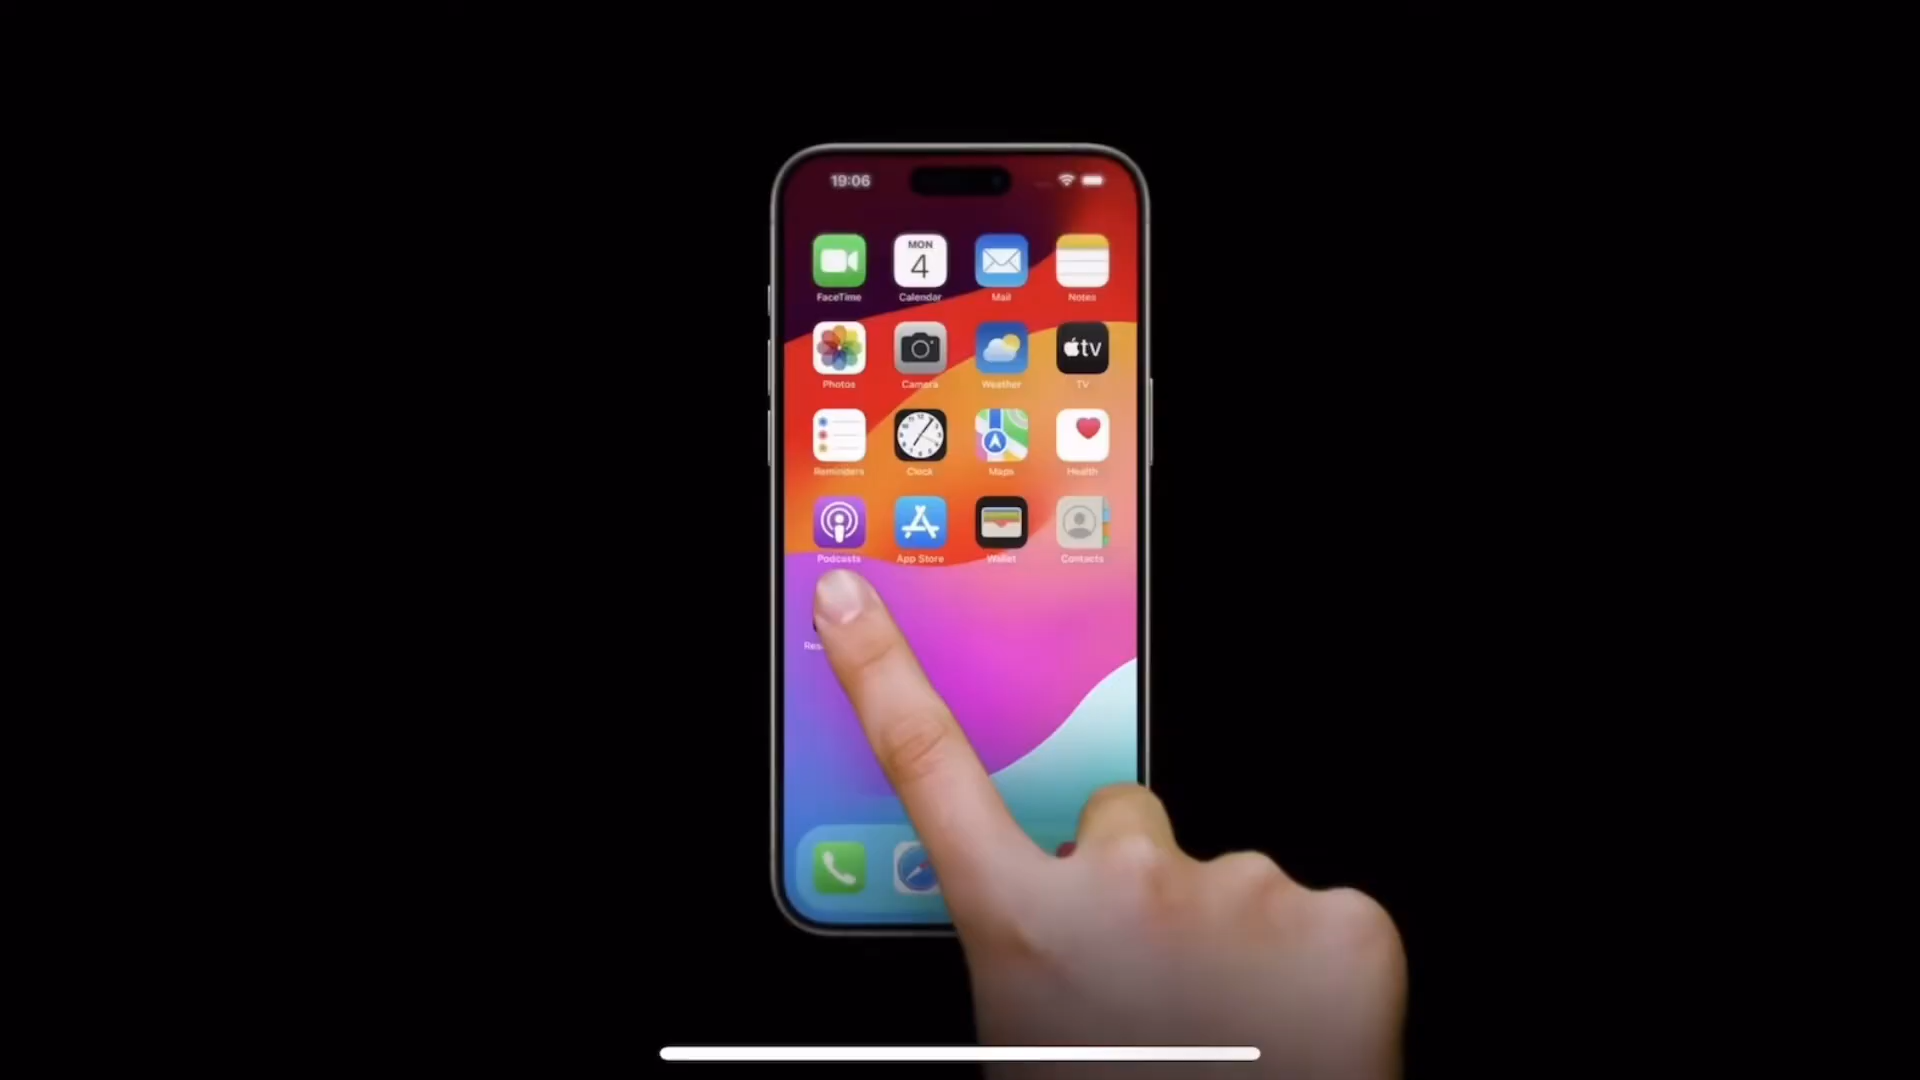 19:06
MON
4
FaceTime
Calendar
Mail
Notes
tv
Photos
Camera
Weather
TV
Reminders
Clock
Maps
Health
Podcasts
App Store
Wallet
Contacts